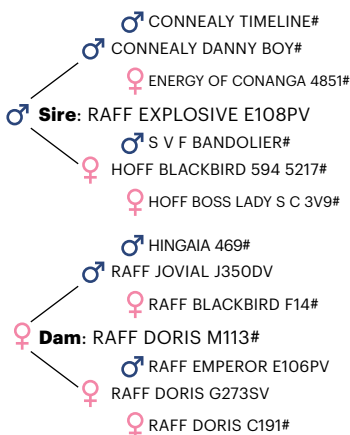 CONNEALY TIMELINE#
CONNEALY DANNY BOY#
ENERGY OF CONANGA 4851#
Sire: RAFF EXPLOSIVE E108PV
S V F BANDOLIER#
HOFF BLACKBIRD 594 5217#
HOFF BOSS LADY S C 3V9#
HINGAIA 469#
RAFF JOVIAL J350DV
RAFF BLACKBIRD F14#
Dam: RAFF DORIS M113#
RAFF EMPEROR E106PV
RAFF DORIS G273SV
RAFF DORIS C191#